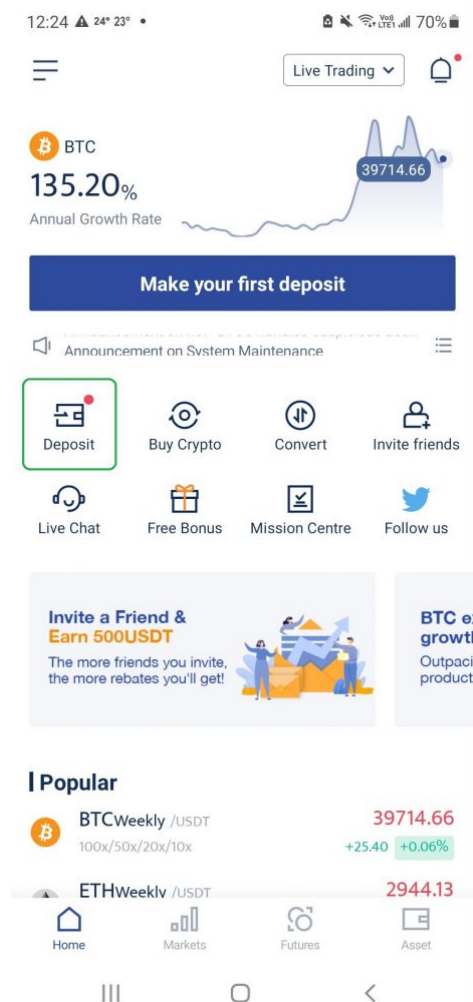 12:24 24° 23° • Vo)) LTE1 70%
Live Trading
BTC
135.20%
39714.66
Annual Growth Rate
Make your first deposit
Announcement on System Maintenance
Deposit Buy Crypto Convert Invite friends
Live Chat Free Bonus Mission Centre Follow us
Invite a Friend &
Earn 500USDT
The more friends you invite,
the more rebates you'll get!
BTC
growt
Outpaci
product
Popular
BTCWeekly /USDT 39714.66
100x/50x/20x/10x +25.40 +0.06%
ETHWeekly /USDT 2944.13
Home Markets Futures Asset